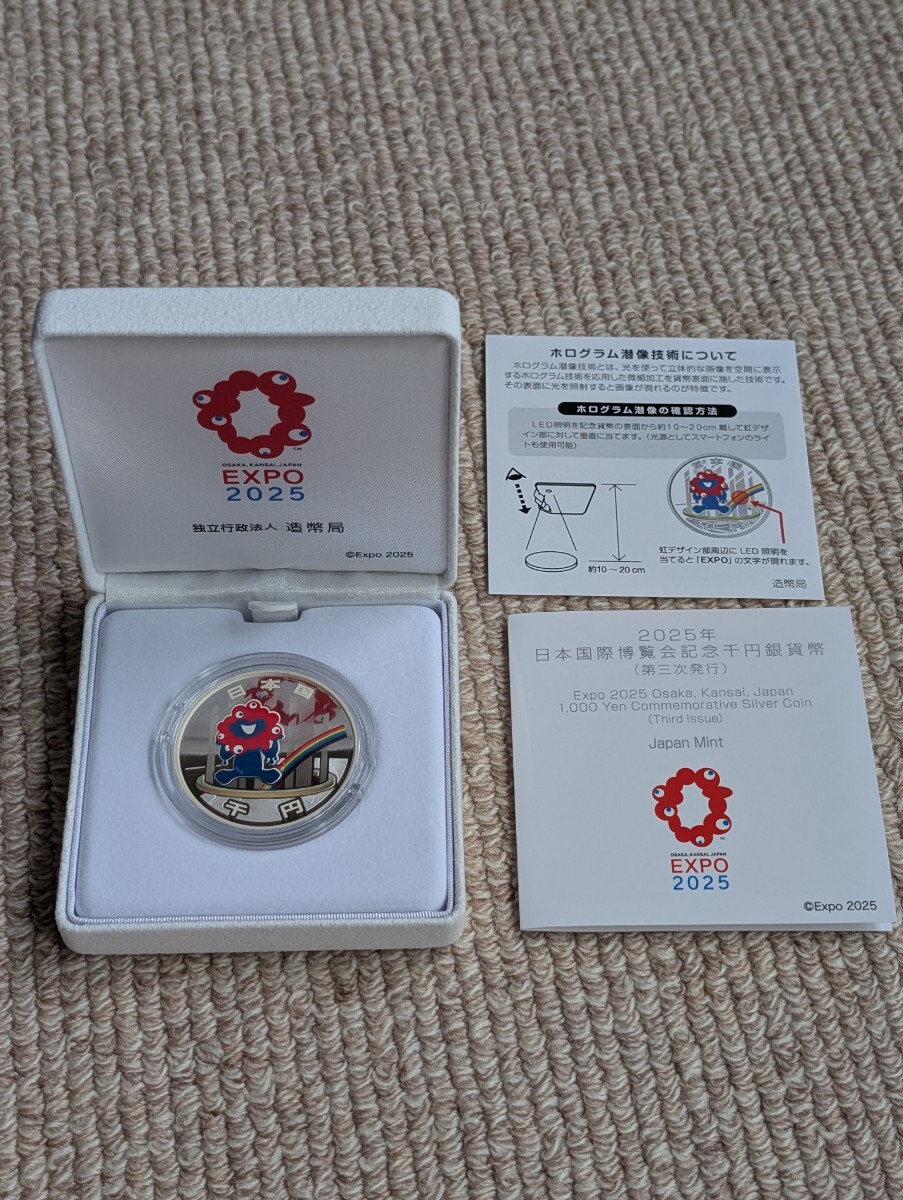 OSAKA, KANSAI, JAPAN
EXPO
2025
独立行政法人 造幣局
©Expo 2025
日本国
千円
ホログラム潜像技術について
ホログラム潜像技術とは、光を使って立体的な画像を空間に表示
するホログラム技術を応用した微細加工を貨幣表面に施した技術です。
その表面に光を照射すると画像が現れるのが特徴です。
ホログラム潜像の確認方法
LED照明を記念貨幣の表面から約10～20cm 離して虹デザ
イン部に対して垂直に当てます。（光源としてスマートフォンのライ
トも使用可能）
日本国
千円
約10～20cm
虹デザイン部周辺に LED 照明を
当てると「EXPO」の文字が現れます。
造幣局
2025年
日本国際博覧会記念千円銀貨幣
（第三次発行）
Expo 2025 Osaka, Kansai, Japan
1,000 Yen Commemorative Silver Coin
(Third Issue)
Japan Mint
OSAKA, KANSAI, JAPAN
EXPO
2025
©Expo 2025